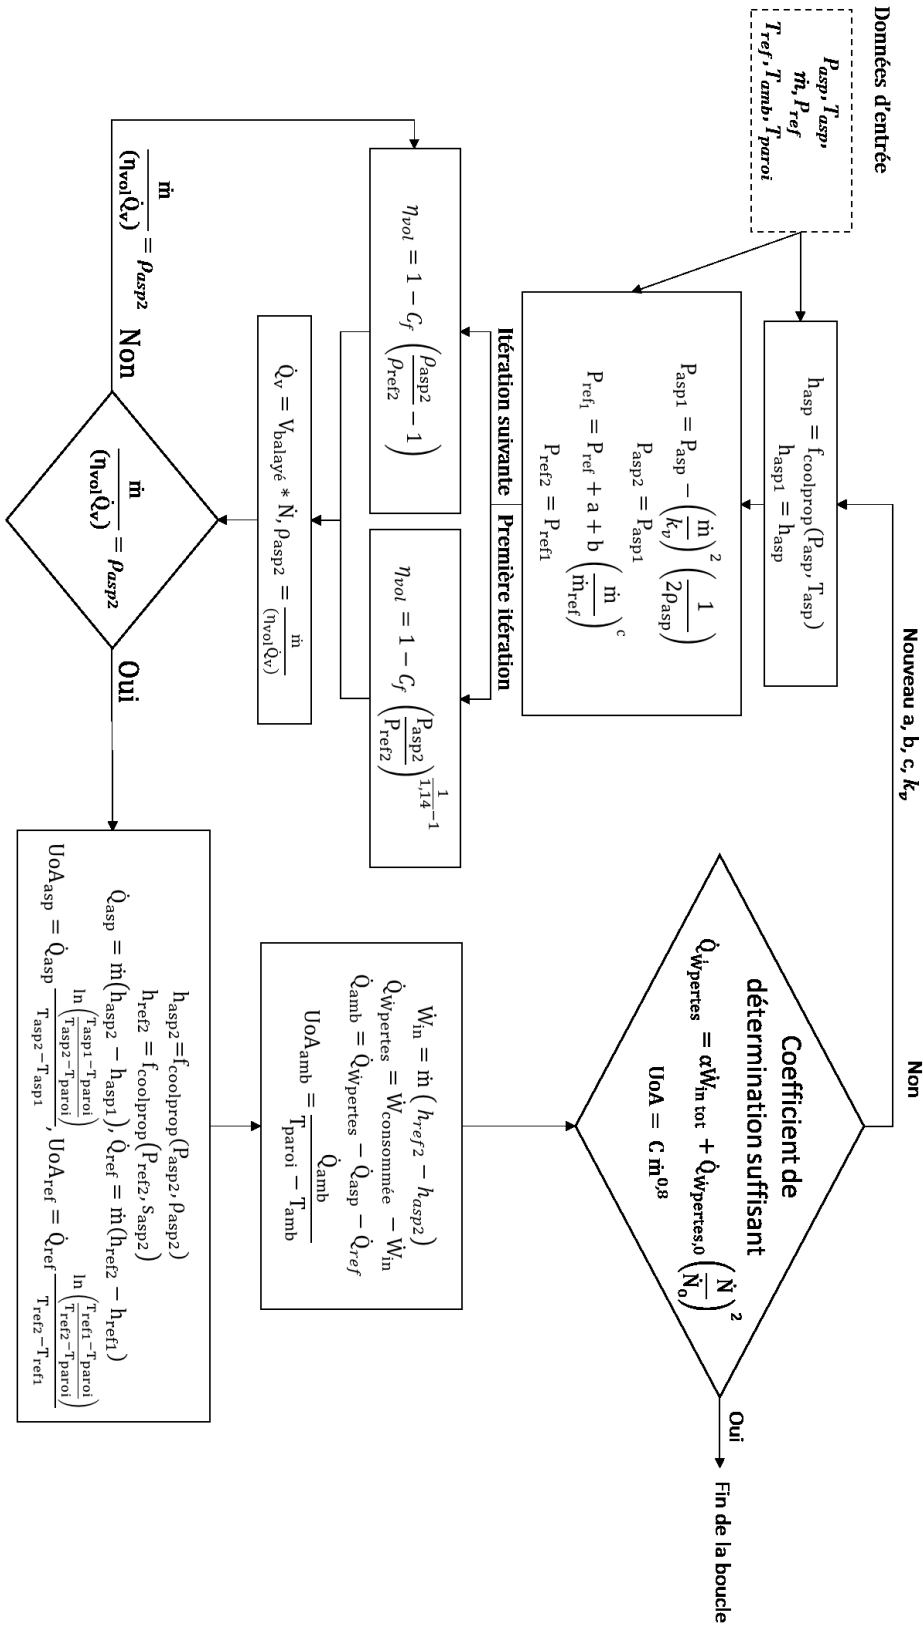 Données d'entrée
P_asp, T_asp,
ṁ, P_ref
T_ref, T_amb, T_paroi
h_asp = f_coolprop(P_asp, T_asp)
h_asp1 = h_asp
P_asp1 = P_asp − (ṁ/k_v)^2 (1/2ρ_asp)
P_asp2 = P_asp1
P_ref1 = P_ref + a + b (ṁ/ṁ_ref)^c
P_ref2 = P_ref1
Itération suivante
Première itération
η_vol = 1 − C_f (ρ_asp2/ρ_ref2 − 1)
η_vol = 1 − C_f (P_asp2/P_ref2)^(1/1,14 −1)
Q̇_v = V_balayé * Ṅ, ρ_asp2 = ṁ/(η_vol Q̇_v)
ṁ/(η_vol Q̇_v) = ρ_asp2
Non
ṁ/(η_vol Q̇_v) = ρ_asp2
Oui
h_asp2=f_coolprop(P_asp2, ρ_asp2)
h_ref2 = f_coolprop(P_ref2, s_asp2)
Q̇_asp = ṁ(h_asp2 − h_asp1), Q̇_ref = ṁ(h_ref2 − h_ref1)
UoA_asp = Q̇_asp ln((T_asp1−T_paroi)/(T_asp2−T_paroi))/(T_asp2−T_asp1), UoA_ref = Q̇_ref ln((T_ref1−T_paroi)/(T_ref2−T_paroi))/(T_ref2−T_ref1)
Ẇ_in = ṁ (h_ref2 − h_asp2)
Q̇_Ẇpertes = Ẇ_consommée − Ẇ_in
Q̇_amb = Q̇_Ẇpertes − Q̇_asp − Q̇_ref
UoA_amb = Q̇_amb/(T_paroi − T_amb)
Coefficient de
détermination suffisant
Q̇_Ẇpertes = αẆ_in tot + Q̇_Ẇpertes,0 (Ṅ/Ṅ_0)^2
UoA = C ṁ^0,8
Non
Nouveau a, b, c, k_v
Oui
Fin de la boucle